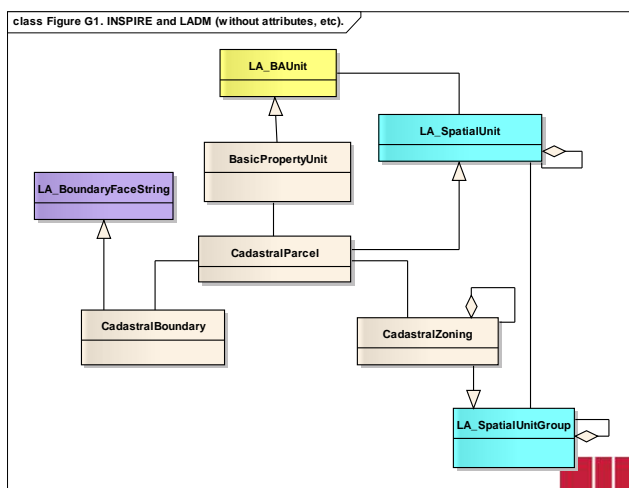 class Figure G1. INSPIRE and LADM (without attributes, etc).
LA_BAUnit
LA_SpatialUnit
BasicPropertyUnit
LA_BoundaryFaceString
CadastralParcel
CadastralBoundary
CadastralZoning
LA_SpatialUnitGroup